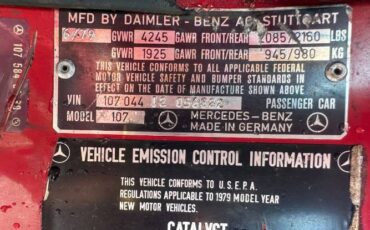 MFD BY DAIMLER-BENZ AG STUTTGART
GVWR 4245 GAWR FRONT/REAR 2085/2160 LBS
GVWR 1925 GAWR FRONT/REAR 945/980 KG
THIS VEHICLE CONFORMS TO ALL APPLICABLE FEDERAL
MOTOR VEHICLE SAFETY AND BUMPER STANDARDS IN
EFFECT ON THE DATE OF MANUFACTURE SHOWN ABOVE
VIN 107 044 12 PASSENGER CAR
MODEL 107 MERCEDES-BENZ
MADE IN GERMANY
VEHICLE EMISSION CONTROL INFORMATION
THIS VEHICLE CONFORMS TO U.S.E.P.A.
REGULATIONS APPLICABLE TO 1979 MODEL YEAR
NEW MOTOR VEHICLES.
CATALYST